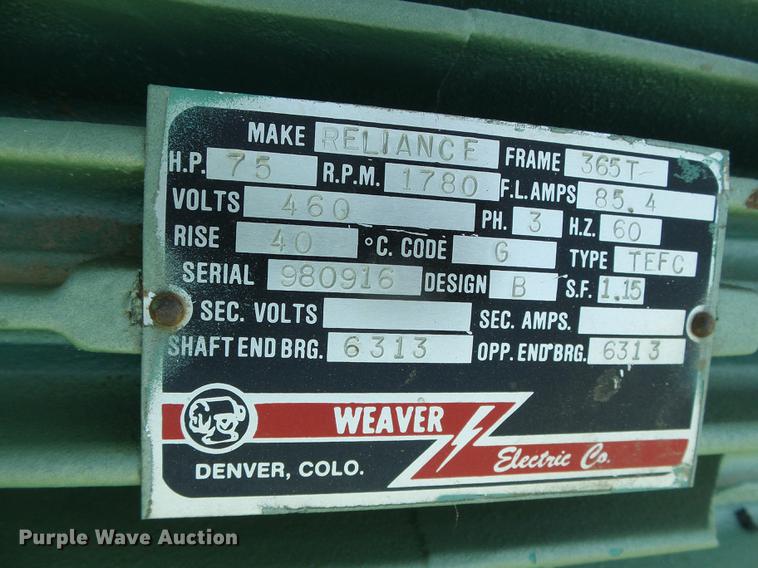 MAKE RELIANCE FRAME 365T
H.P. 75 R.P.M. 1780 F.L.AMPS 85.4
VOLTS 460 PH. 3 H.Z. 60
RISE 40 °C. CODE G TYPE TEFC
SERIAL 980916 DESIGN B S.F. 1.15
SEC. VOLTS SEC. AMPS.
SHAFT END BRG. 6313 OPP. END BRG. 6313
WEAVER
DENVER, COLO. Electric Co.
Purple Wave Auction